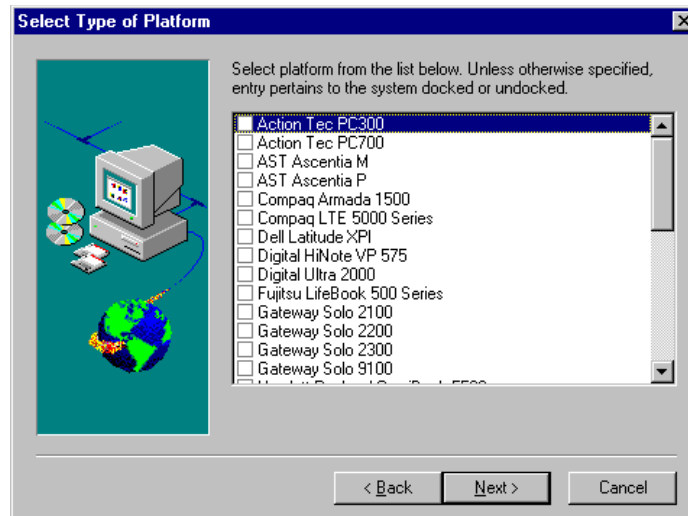 Select Type of Platform
Select platform from the list below. Unless otherwise specified,
entry pertains to the system docked or undocked.
Action Tec PC300
Action Tec PC700
AST Ascentia M
AST Ascentia P
Compaq Armada 1500
Compaq LTE 5000 Series
Dell Latitude XPI
Digital HiNote VP 575
Digital Ultra 2000
Fujitsu LifeBook 500 Series
Gateway Solo 2100
Gateway Solo 2200
Gateway Solo 2300
Gateway Solo 9100
< Back
Next >
Cancel